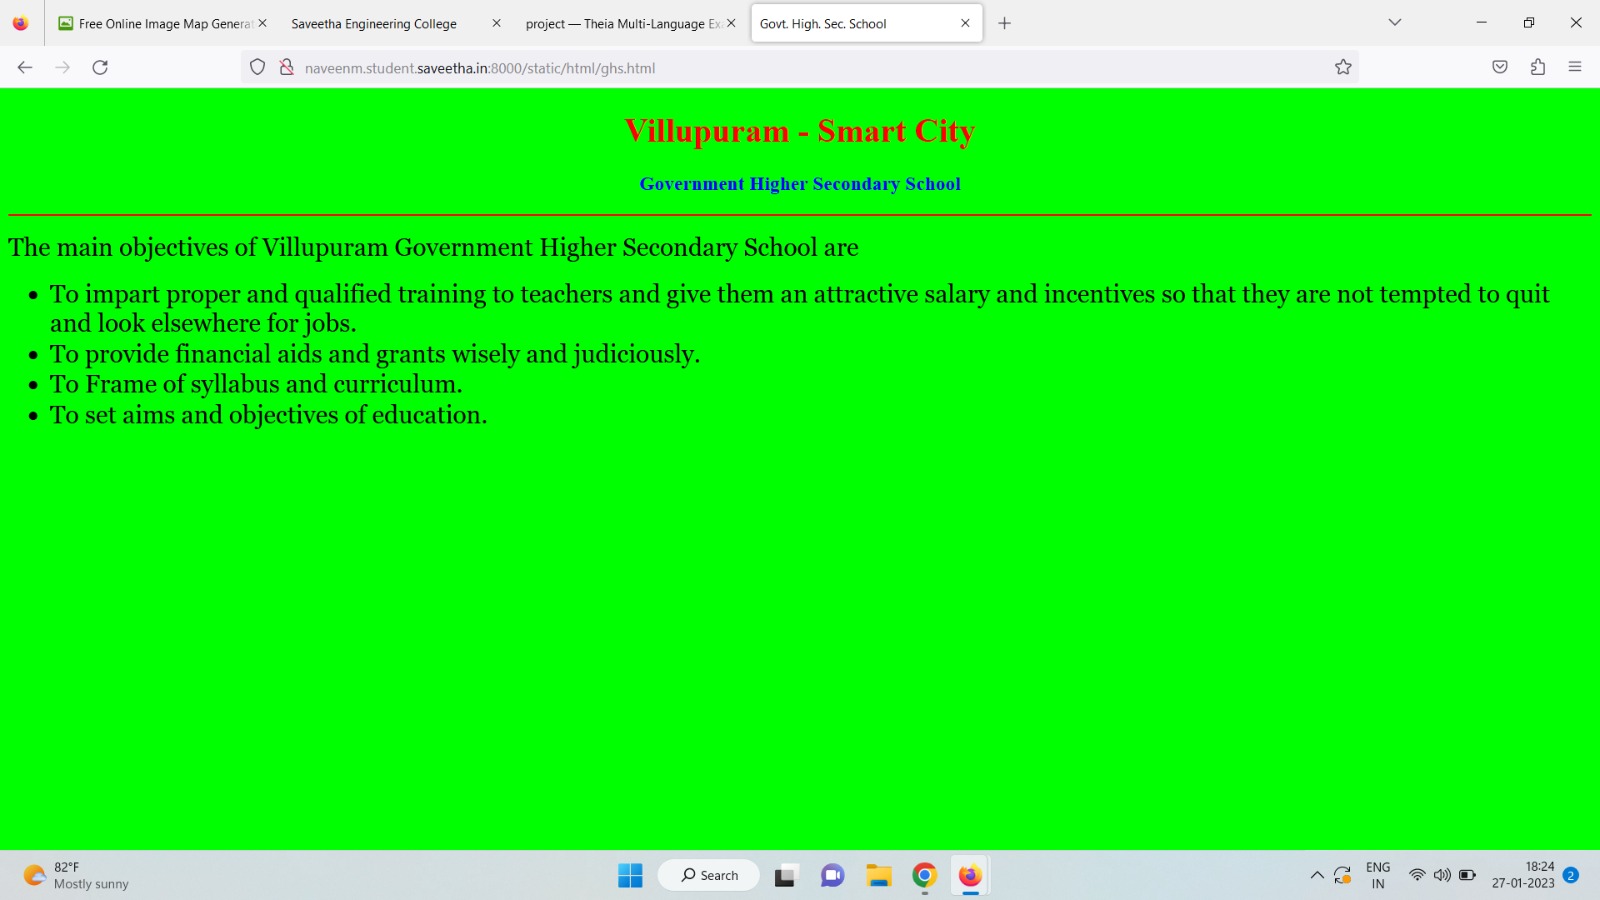 Free Online Image Map Genera
Saveetha Engineering College
project — Theia Multi-Language Ex
Govt. High. Sec. School
naveenm.student.saveetha.in:8000/static/html/ghs.html
Villupuram - Smart City
Government Higher Secondary School
The main objectives of Villupuram Government Higher Secondary School are
• To impart proper and qualified training to teachers and give them an attractive salary and incentives so that they are not tempted to quit
and look elsewhere for jobs.
• To provide financial aids and grants wisely and judiciously.
• To Frame of syllabus and curriculum.
• To set aims and objectives of education.
82°F
Mostly sunny
Search
ENG
IN
18:24
27-01-2023
2